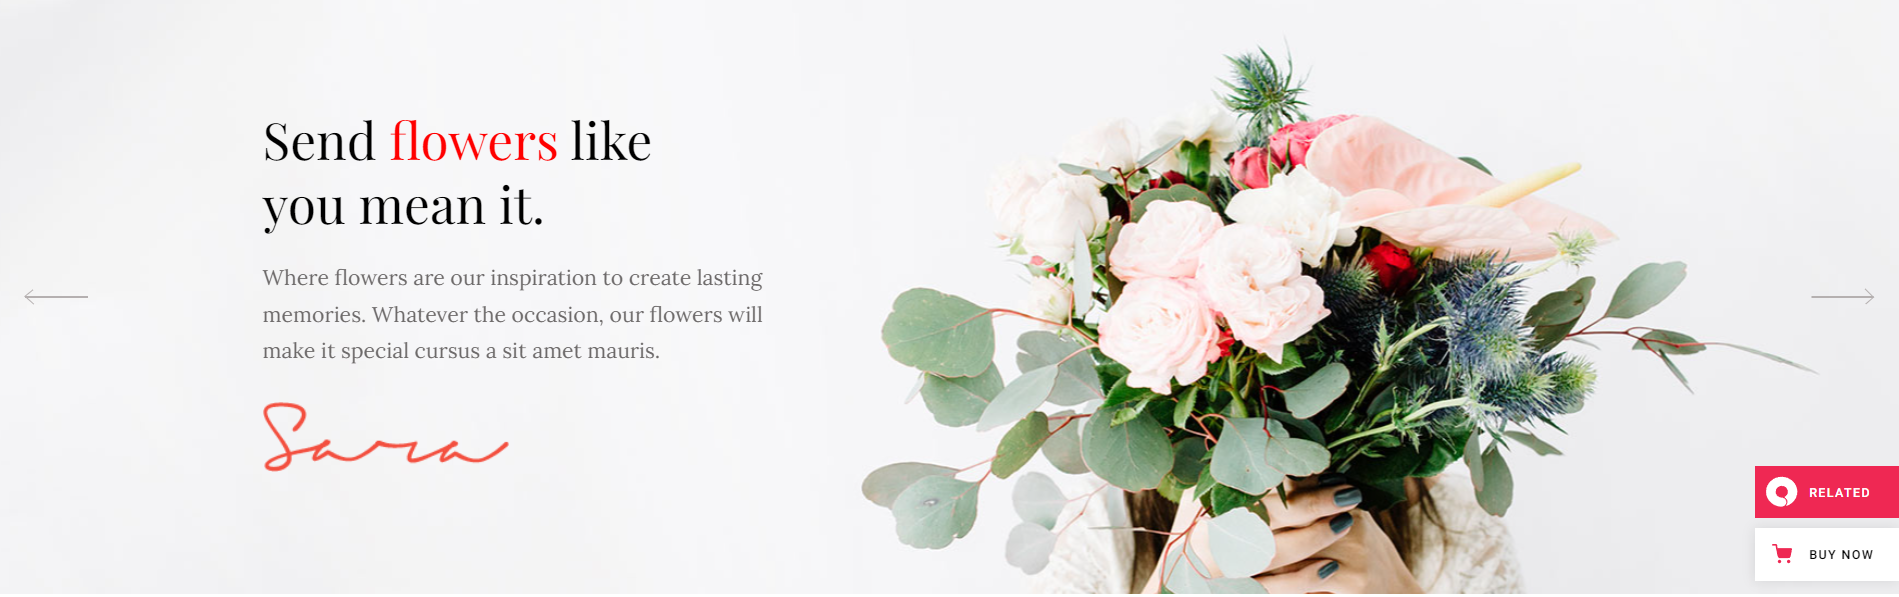 Send flowers like
you mean it.
Where flowers are our inspiration to create lasting
memories. Whatever the occasion, our flowers will
make it special cursus a sit amet mauris.
Sara
RELATED
BUY NOW